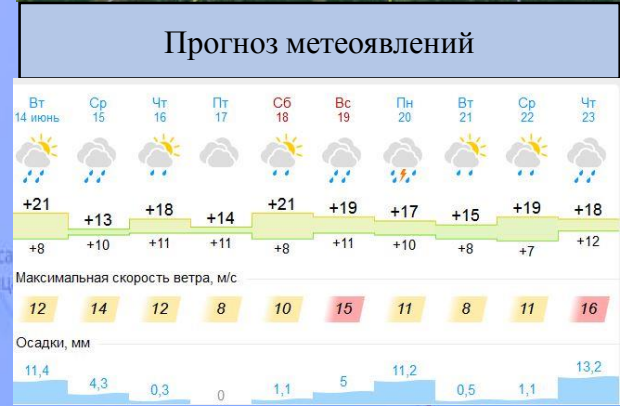 Прогноз метеоявлений
Вт Ср Чт Пт Сб Вс Пн Вт Ср Чт
14 июнь 15 16 17 18 19 20 21 22 23
+21 +13 +18 +14 +21 +19 +17 +15 +19 +18
+8 +10 +11 +11 +8 +11 +10 +8 +7 +12
Максимальная скорость ветра, м/с
12 14 12 8 10 15 11 8 11 16
Осадки, мм
11,4 4,3 0,3 0 1,1 5 11,2 0,5 1,1 13,2